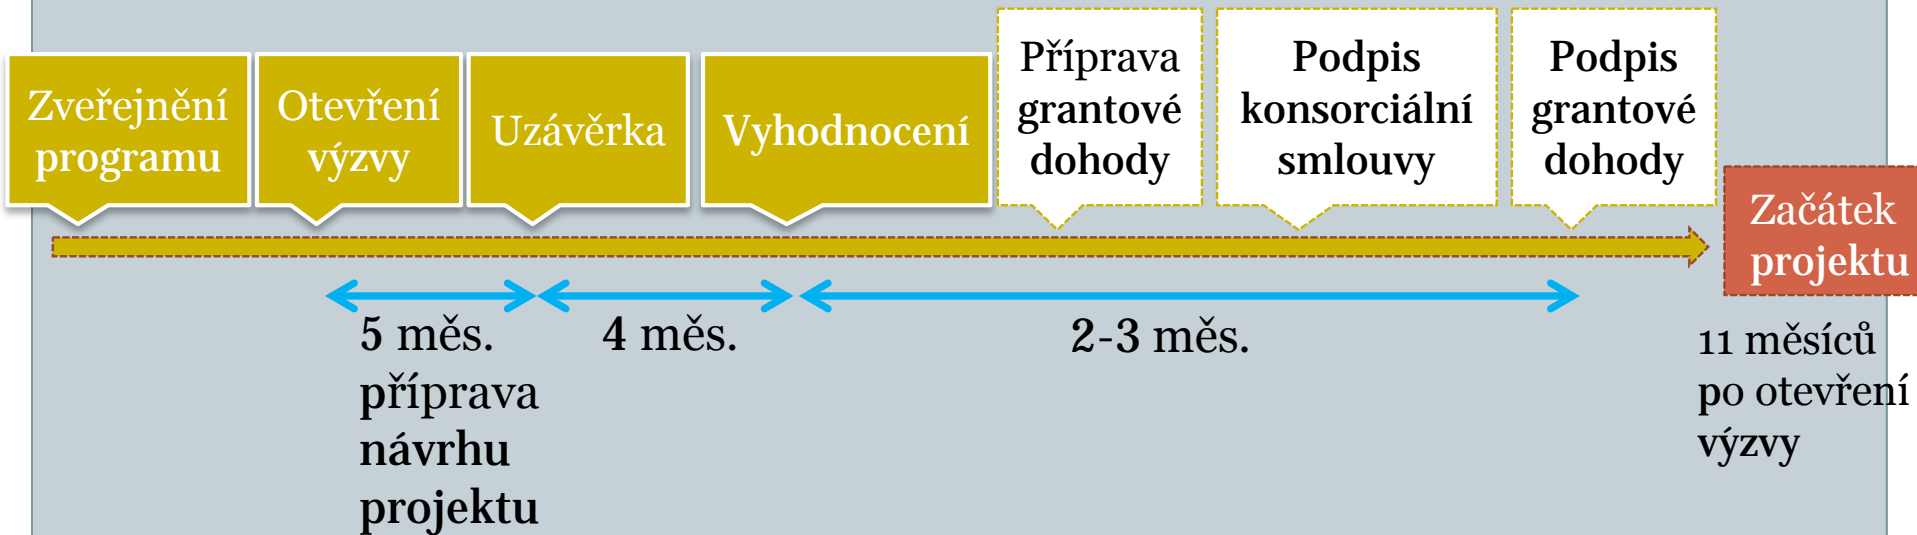 Zveřejnění
programu
Otevření
výzvy
Uzávěrka
Vyhodnocení
Příprava
grantové
dohody
Podpis
konsorciální
smlouvy
Podpis
grantové
dohody
Začátek
projektu
5 měs.
příprava
návrhu
projektu
4 měs.
2-3 měs.
11 měsíců
po otevření
výzvy